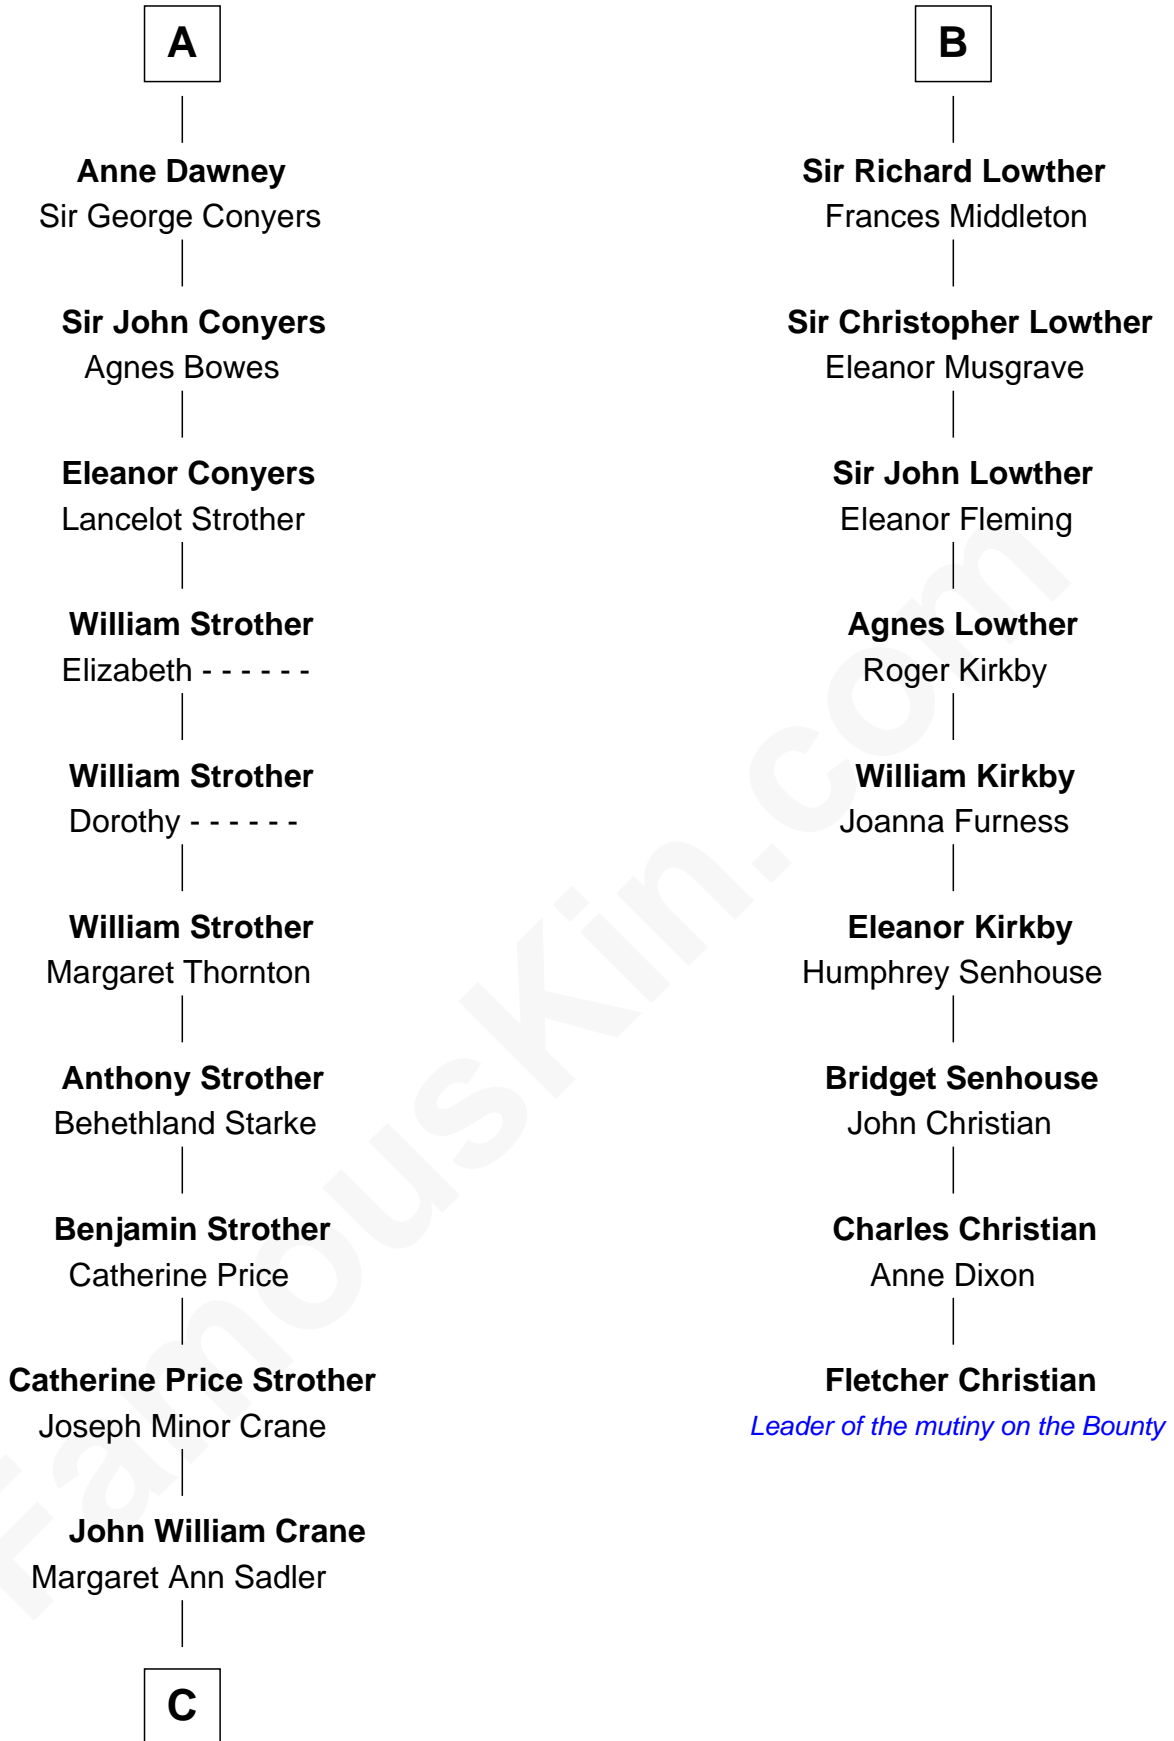 A
Anne Dawney
Sir George Conyers
Sir John Conyers
Agnes Bowes
Eleanor Conyers
Lancelot Strother
William Strother
Elizabeth - - - - - -
William Strother
Dorothy - - - - - -
William Strother
Margaret Thornton
Anthony Strother
Behethland Starke
Benjamin Strother
Catherine Price
Catherine Price Strother
Joseph Minor Crane
John William Crane
Margaret Ann Sadler
C
B
Sir Richard Lowther
Frances Middleton
Sir Christopher Lowther
Eleanor Musgrave
Sir John Lowther
Eleanor Fleming
Agnes Lowther
Roger Kirkby
William Kirkby
Joanna Furness
Eleanor Kirkby
Humphrey Senhouse
Bridget Senhouse
John Christian
Charles Christian
Anne Dixon
Fletcher Christian
Leader of the mutiny on the Bounty
FamousKin.com